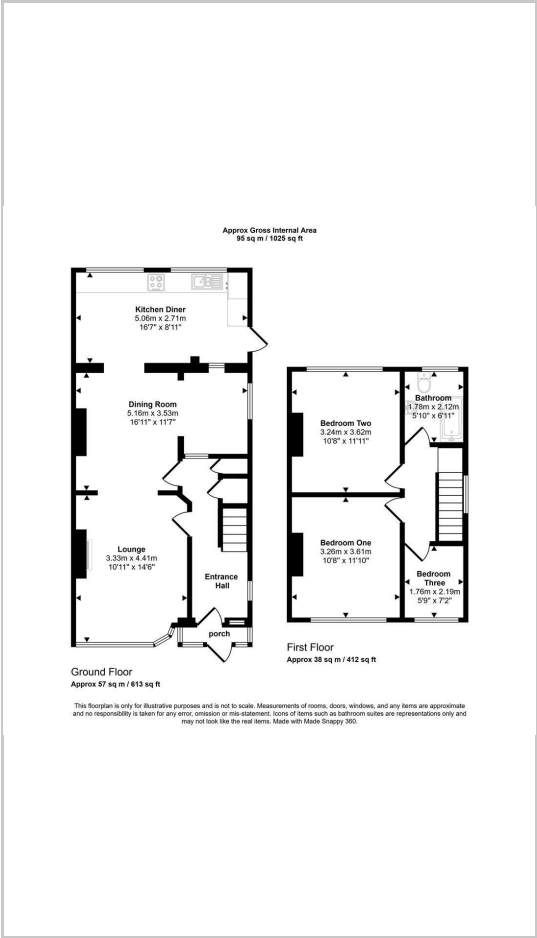 Approx Gross Internal Area
95 sq m / 1025 sq ft
Kitchen Diner
5.06m x 2.71m
16'7" x 8'11"
Dining Room
5.16m x 3.53m
16'11" x 11'7"
Lounge
3.33m x 4.41m
10'11" x 14'6"
Entrance
Hall
porch
Ground Floor
Approx 57 sq m / 613 sq ft
Bedroom Two
3.24m x 3.62m
10'8" x 11'11"
Bathroom
1.78m x 2.12m
5'10" x 6'11"
Bedroom One
3.26m x 3.61m
10'8" x 11'10"
Bedroom
Three
1.76m x 2.19m
5'9" x 7'2"
First Floor
Approx 38 sq m / 412 sq ft
This floorplan is only for illustrative purposes and is not to scale. Measurements of rooms, doors, windows, and any items are approximate
and no responsibility is taken for any error, omission or mis-statement. Icons of items such as bathroom suites are representations only and
may not look like the real items. Made with Made Snappy 360.